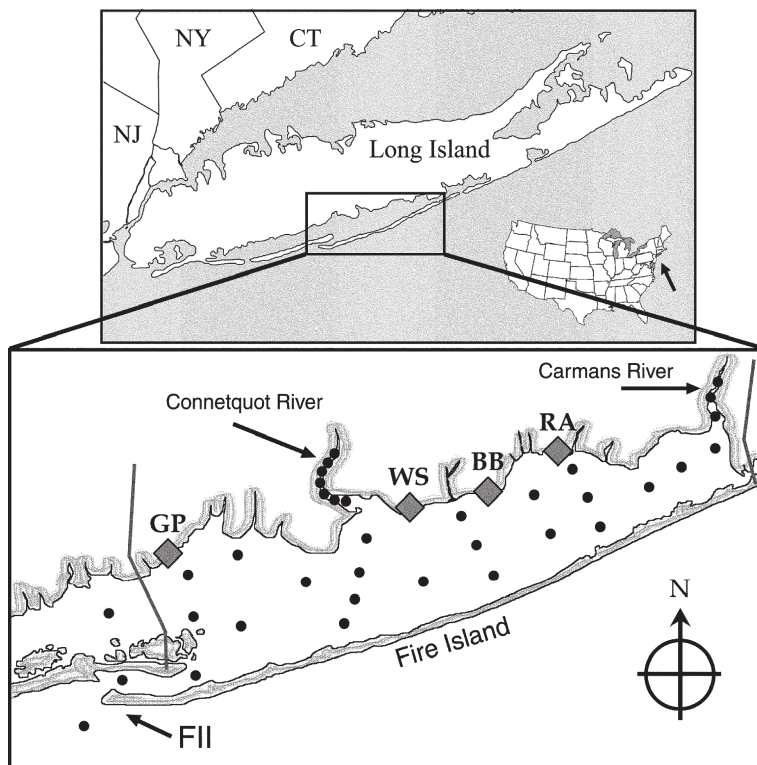 NY
CT
NJ
Long Island
Carmans River
Connetquot River
RA
BB
WS
GP
N
Fire Island
FII